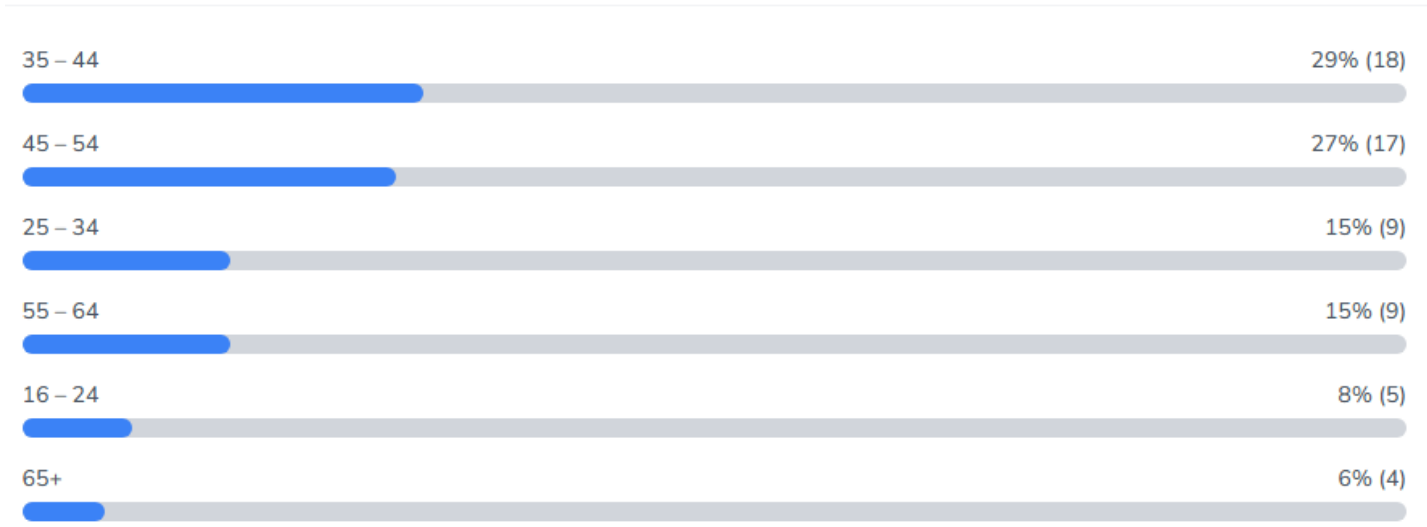 35 – 44 29% (18)
45 – 54 27% (17)
25 – 34 15% (9)
55 – 64 15% (9)
16 – 24 8% (5)
65+ 6% (4)